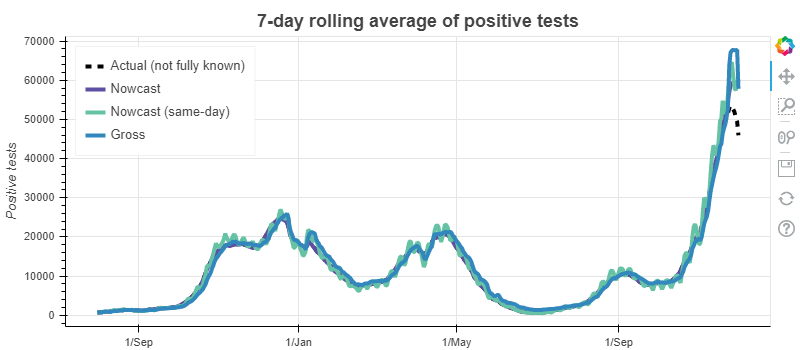 7-day rolling average of positive tests
70000
60000
50000
40000
30000
20000
10000
0
Positive tests
Actual (not fully known)
Nowcast
Nowcast (same-day)
Gross
1/Sep
1/Jan
1/May
1/Sep